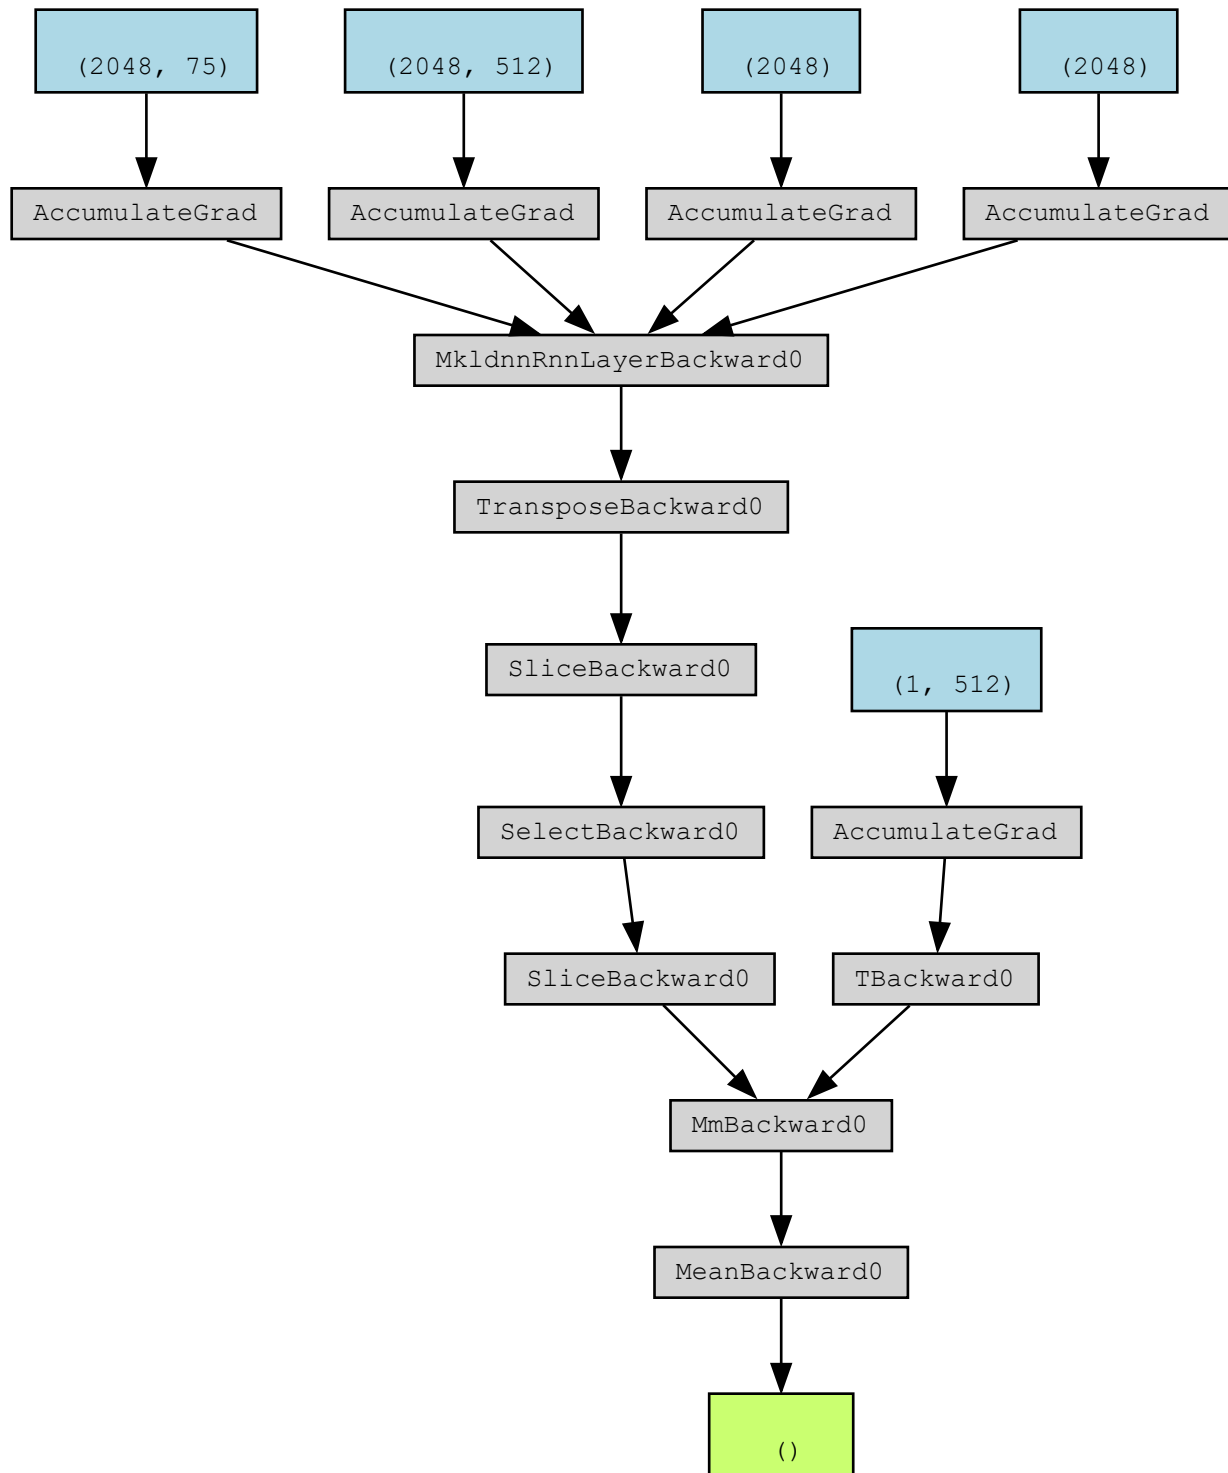 (2048, 75)
(2048, 512)
(2048)
(2048)
AccumulateGrad
AccumulateGrad
AccumulateGrad
AccumulateGrad
MkldnnRnnLayerBackward0
TransposeBackward0
SliceBackward0
(1, 512)
SelectBackward0
AccumulateGrad
SliceBackward0
TBackward0
MmBackward0
MeanBackward0
()